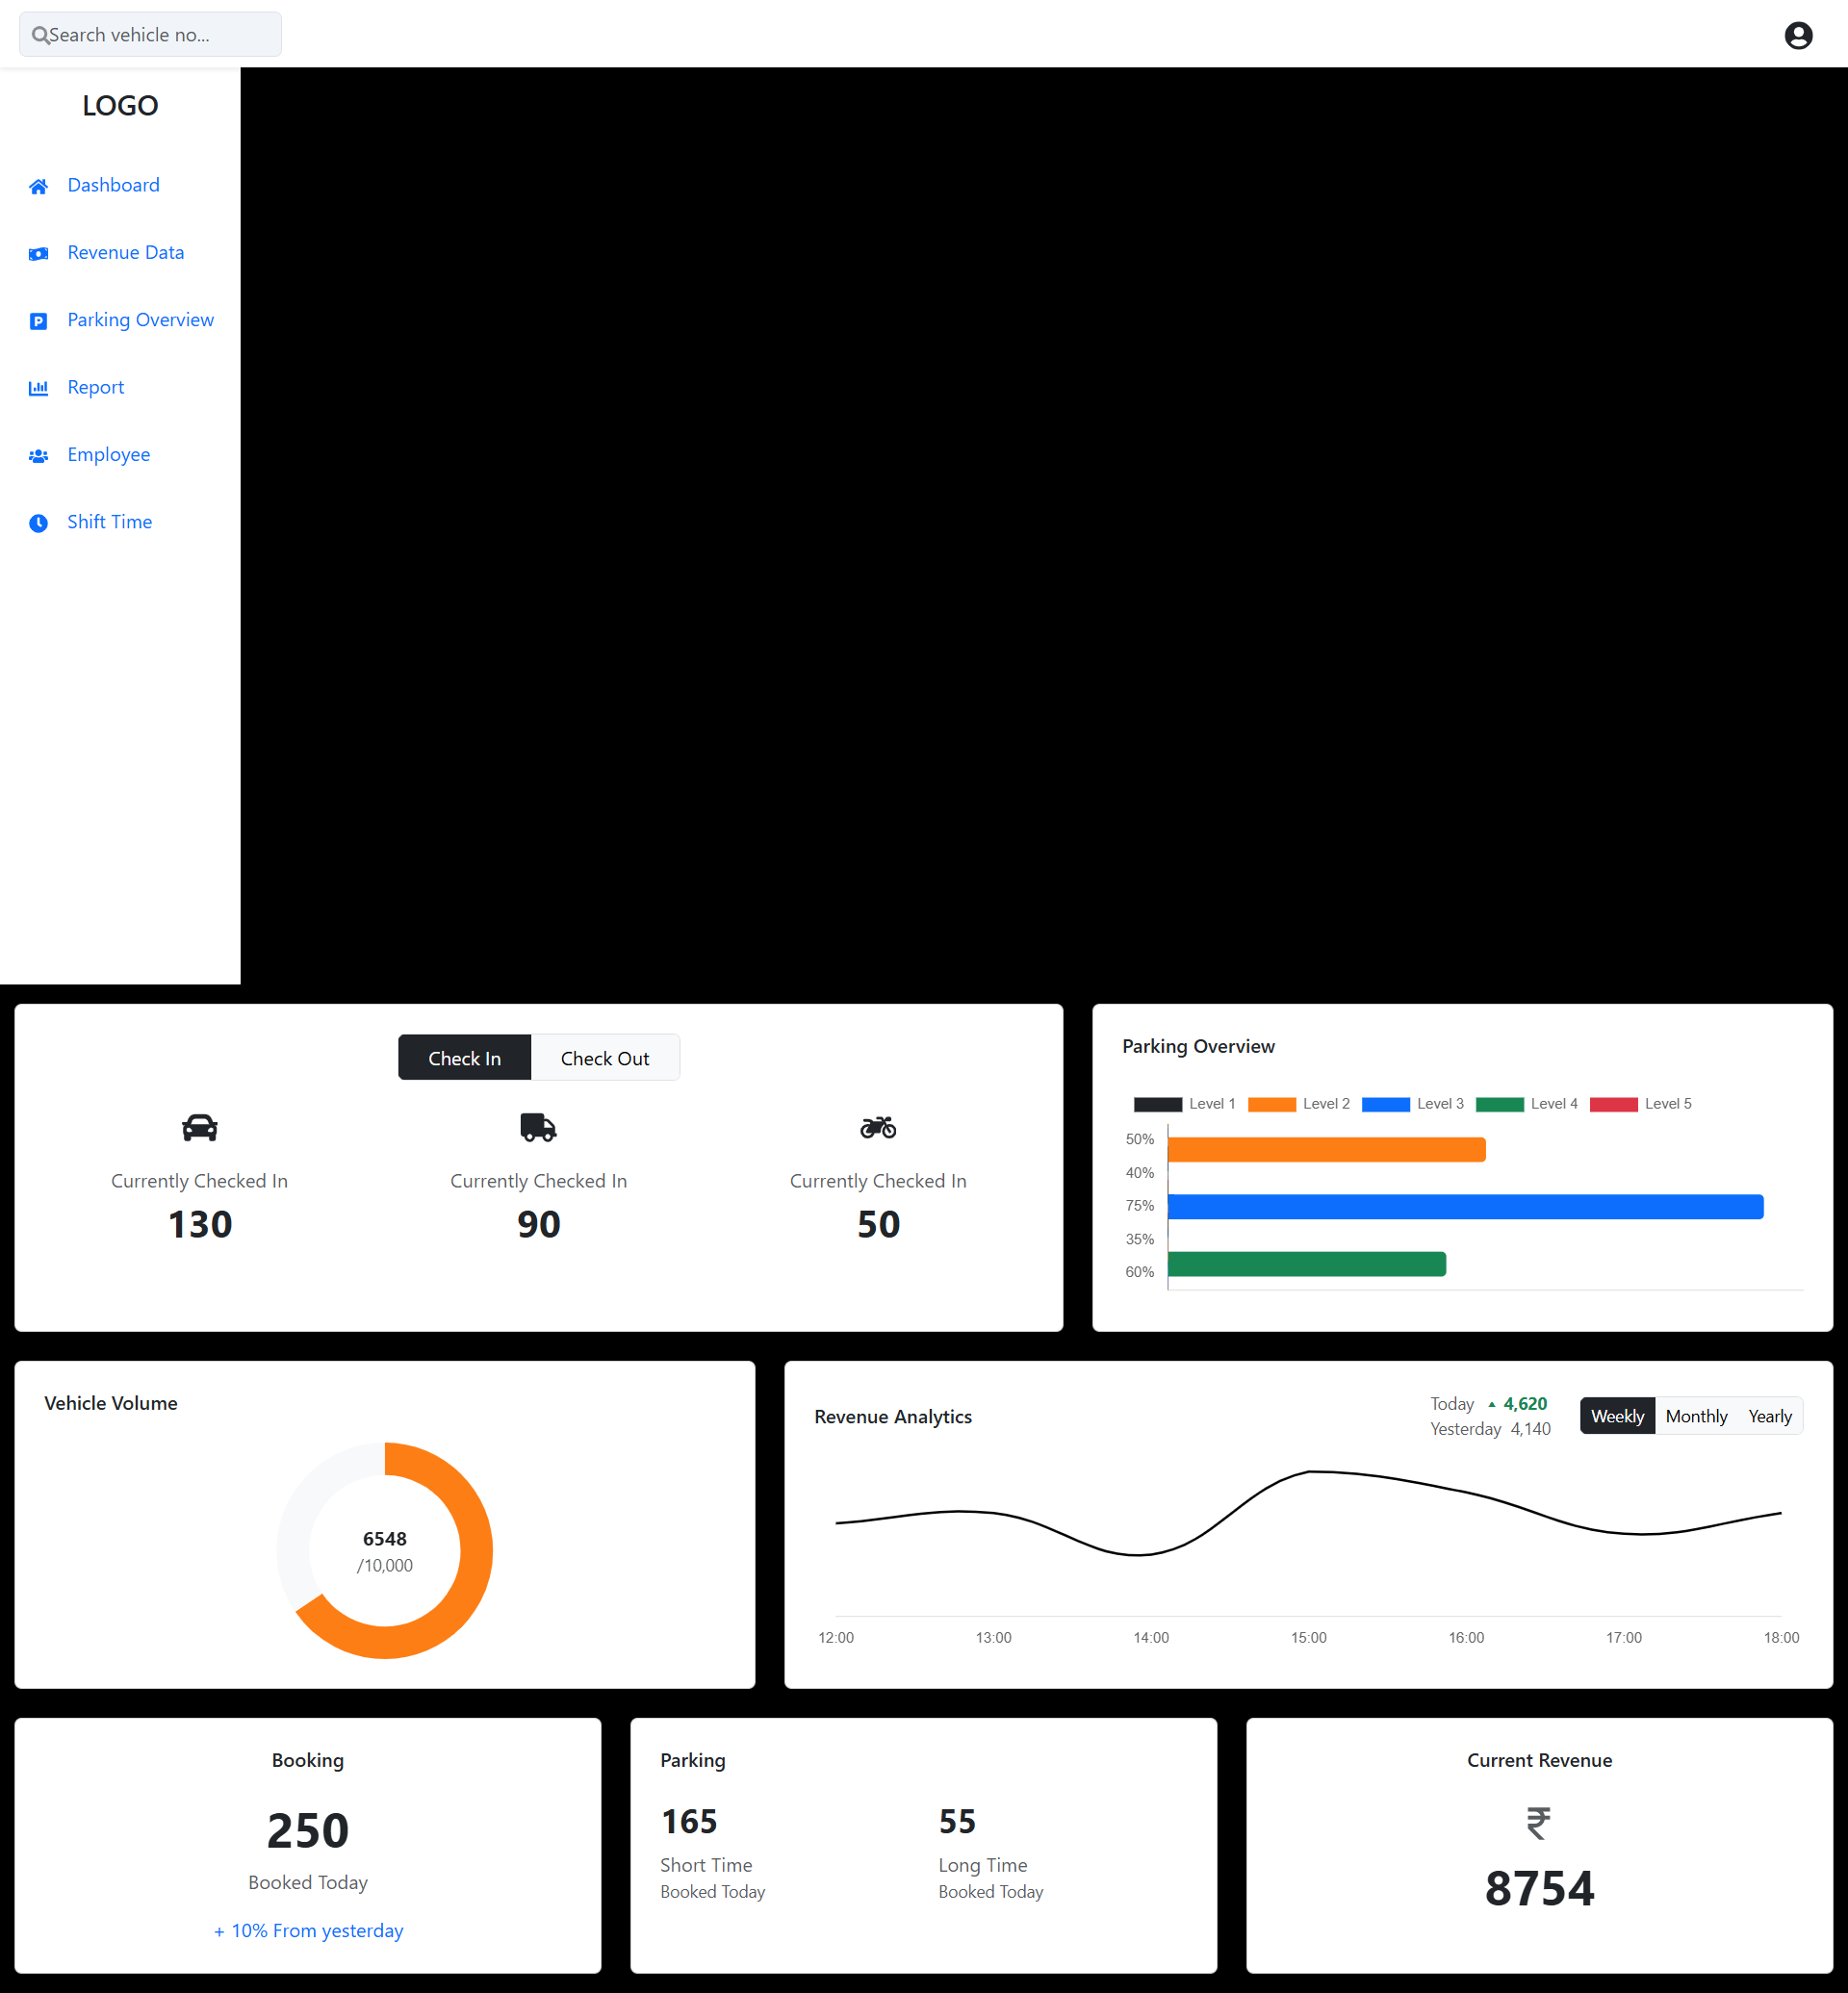 Search vehicle no...
LOGO
Dashboard
Revenue Data
Parking Overview
Report
Employee
Shift Time
Check In Check Out
Currently Checked In
130
Currently Checked In
90
Currently Checked In
50
Parking Overview
Level 1 Level 2 Level 3 Level 4 Level 5
50%
40%
75%
35%
60%
Vehicle Volume
6548
/10,000
Revenue Analytics
Today ▲ 4,620
Yesterday 4,140
Weekly Monthly Yearly
12:00 13:00 14:00 15:00 16:00 17:00 18:00
Booking
250
Booked Today
+ 10% From yesterday
Parking
165
Short Time
Booked Today
55
Long Time
Booked Today
Current Revenue
₹
8754